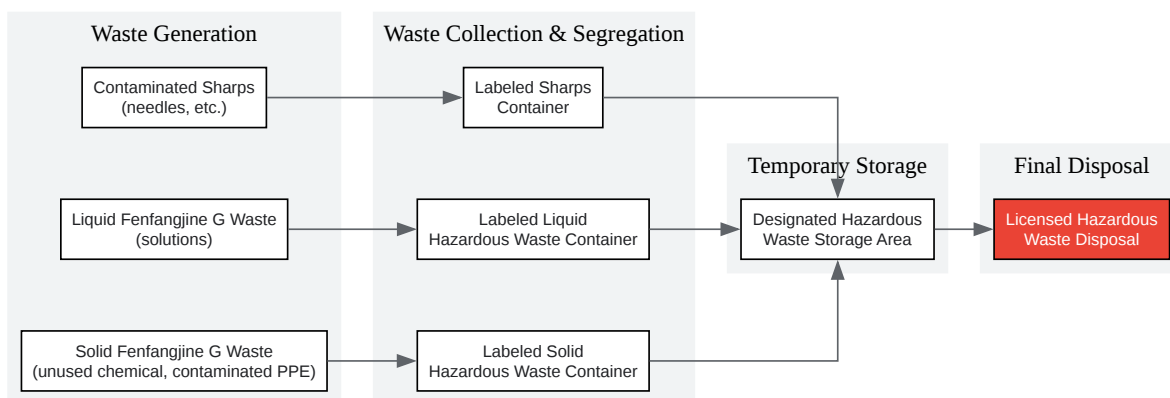 Waste Generation
Contaminated Sharps
(needles, etc.)
Liquid Fenfangjine G Waste
(solutions)
Solid Fenfangjine G Waste
(unused chemical, contaminated PPE)
Waste Collection & Segregation
Labeled Sharps
Container
Labeled Liquid
Hazardous Waste Container
Labeled Solid
Hazardous Waste Container
Temporary Storage
Designated Hazardous
Waste Storage Area
Final Disposal
Licensed Hazardous
Waste Disposal